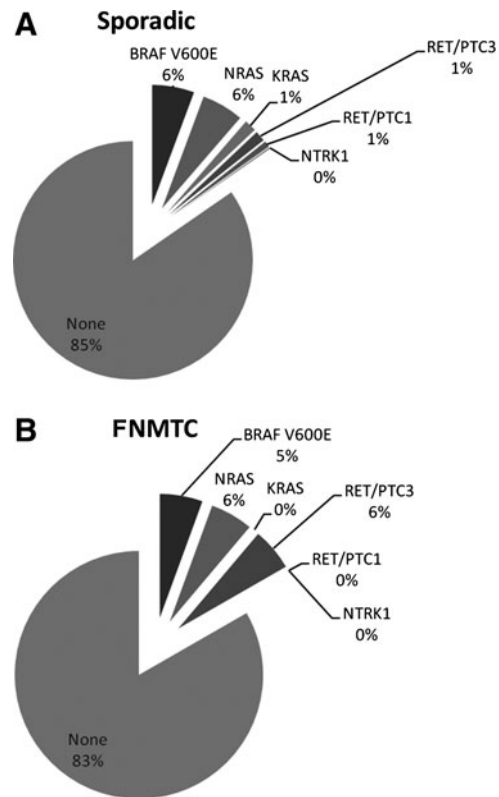 A
Sporadic
BRAF V600E
6%
NRAS
6%
KRAS
1%
RET/PTC3
1%
RET/PTC1
1%
NTRK1
0%
None
85%
B
FNMTC
BRAF V600E
5%
NRAS
6%
KRAS
0%
RET/PTC3
6%
RET/PTC1
0%
NTRK1
0%
None
83%